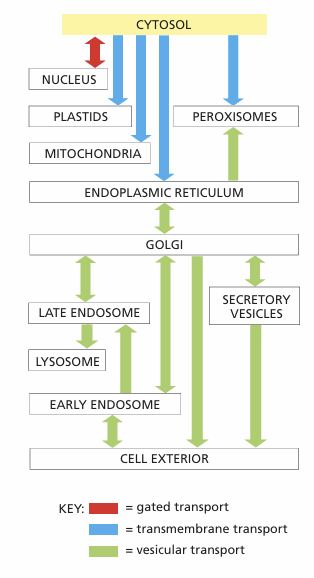 CYTOSOL
NUCLEUS
PLASTIDS
PEROXISOMES
MITOCHONDRIA
ENDOPLASMIC RETICULUM
GOLGI
LATE ENDOSOME
SECRETORY
VESICLES
LYSOSOME
EARLY ENDOSOME
CELL EXTERIOR
KEY: = gated transport
= transmembrane transport
= vesicular transport